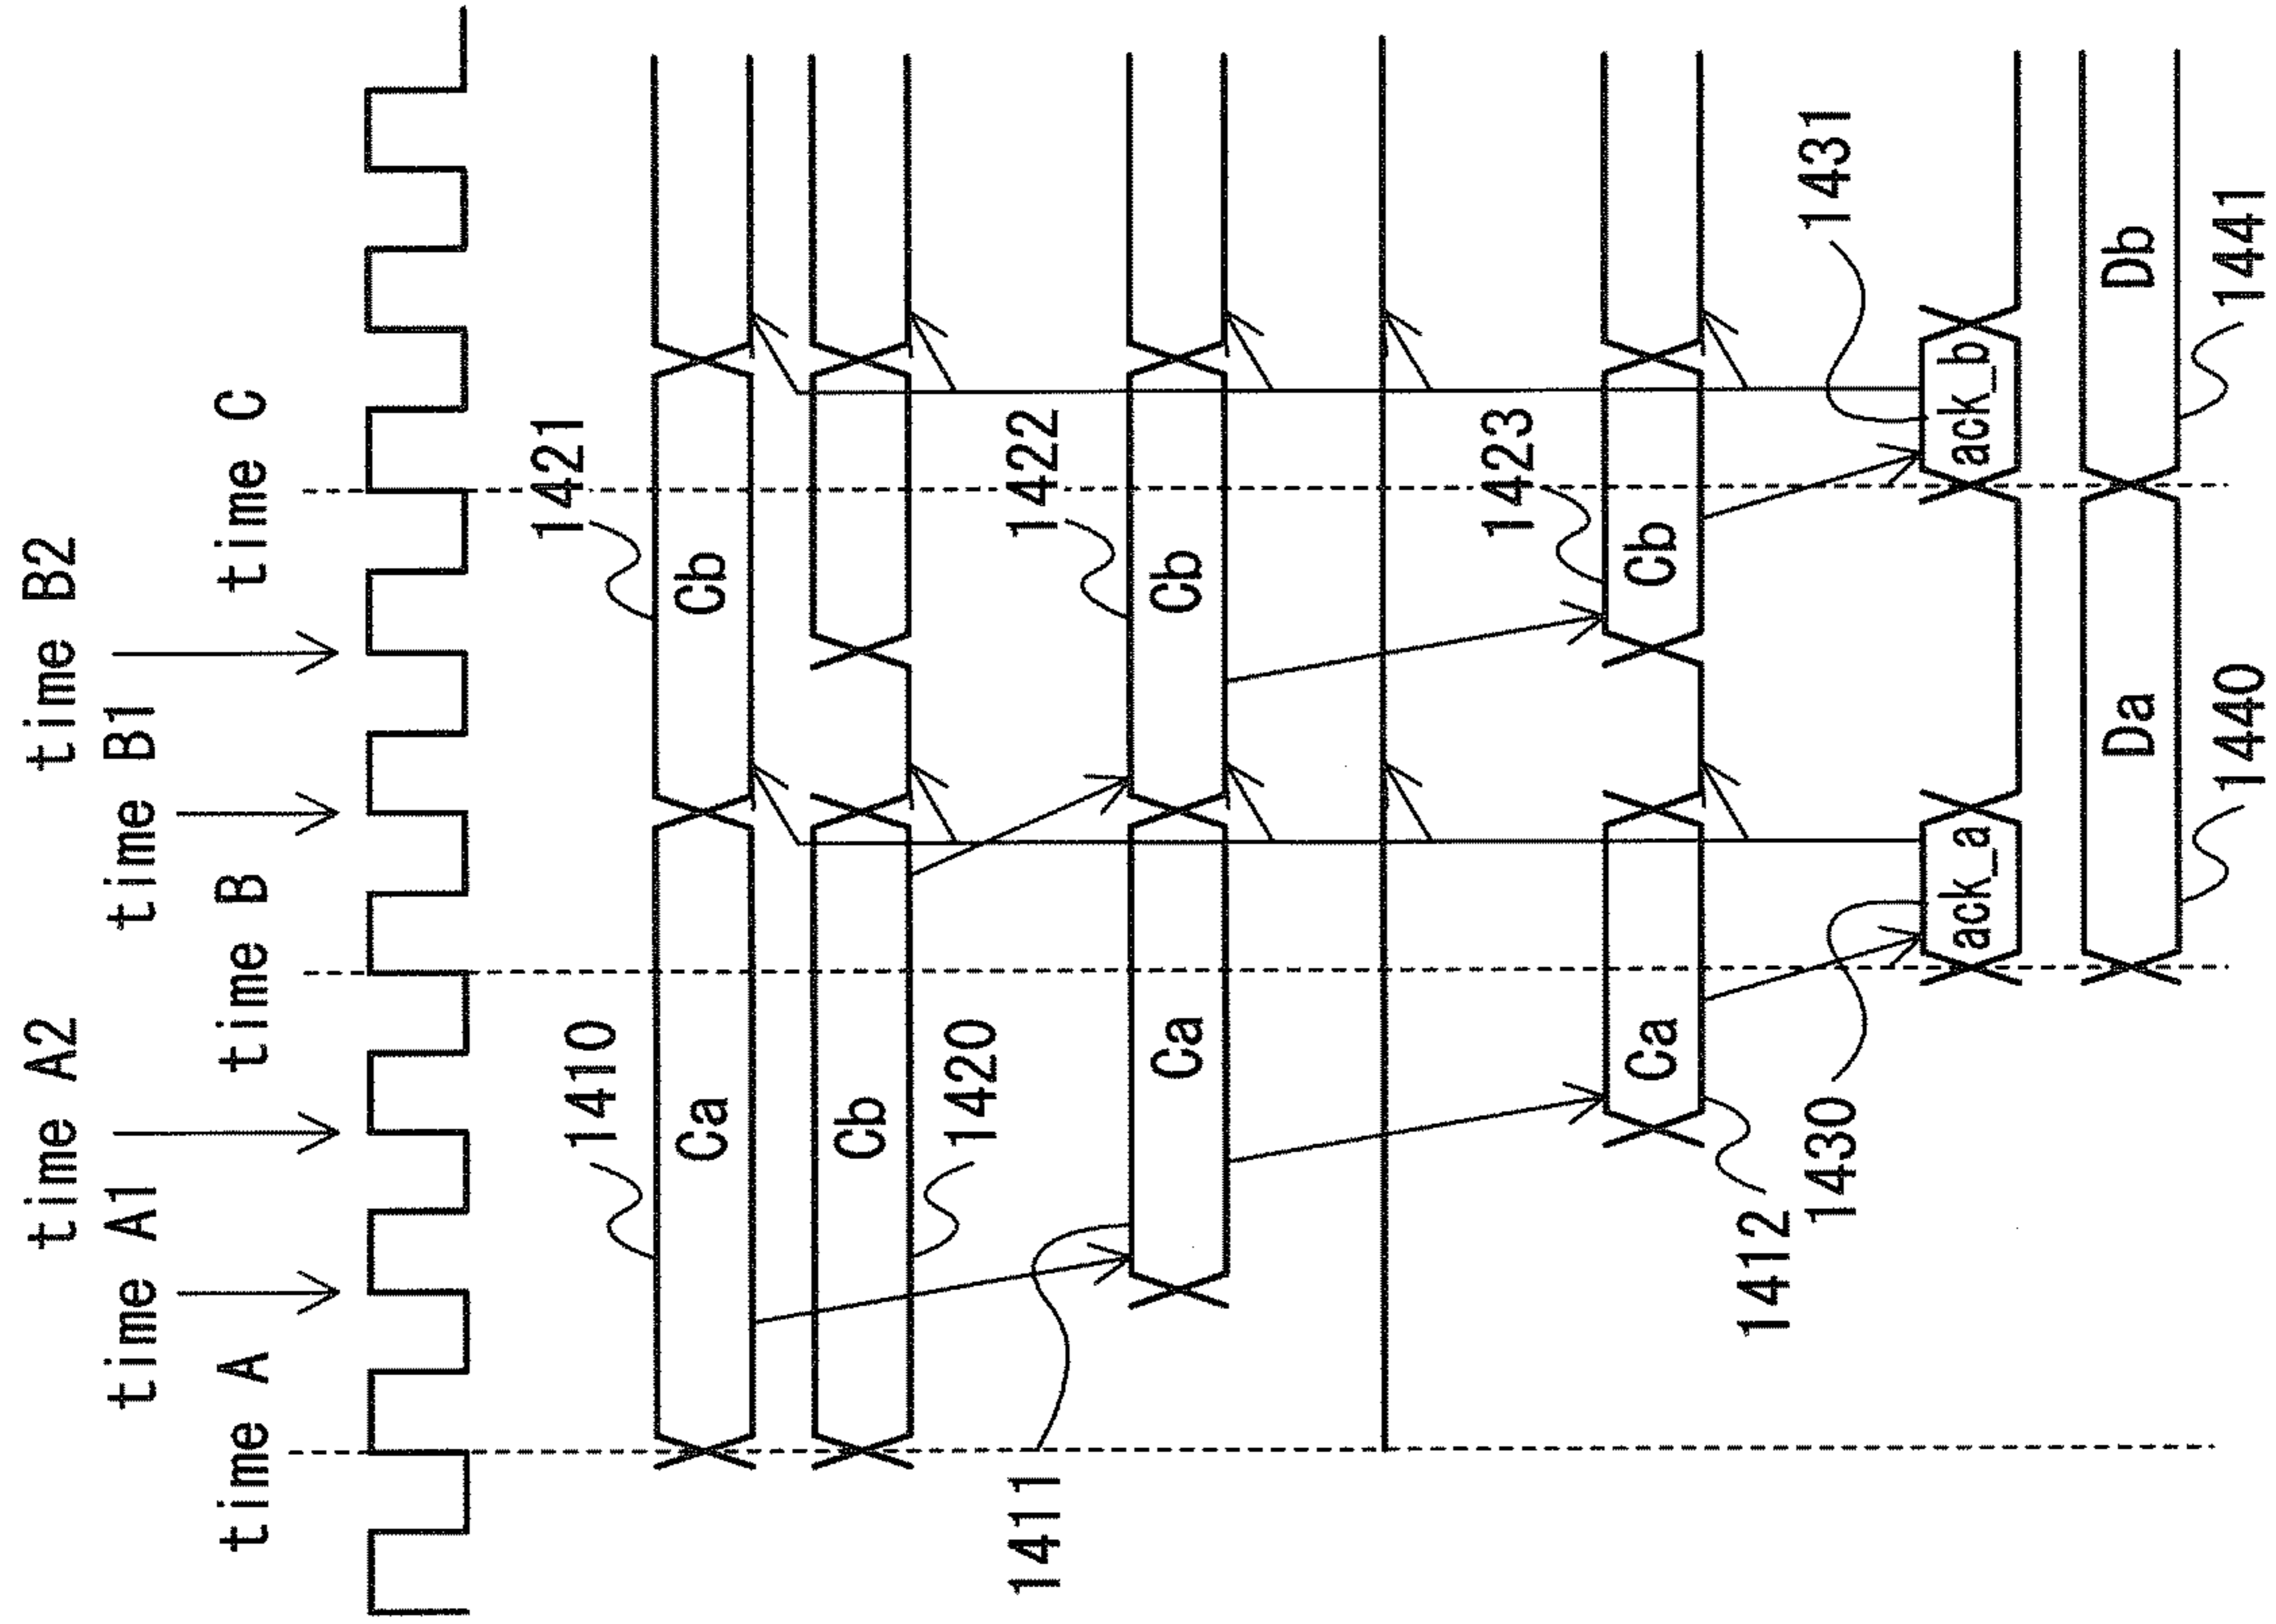 time A2
time B2
time A1
time B1
time A
time B
time C
1410
1421
Ca
Cb
Cb
1420
1411
1422
Ca
Cb
1423
Ca
Cb
1412
1430
1431
ack_a
ack_b
Da
Db
1440
1441